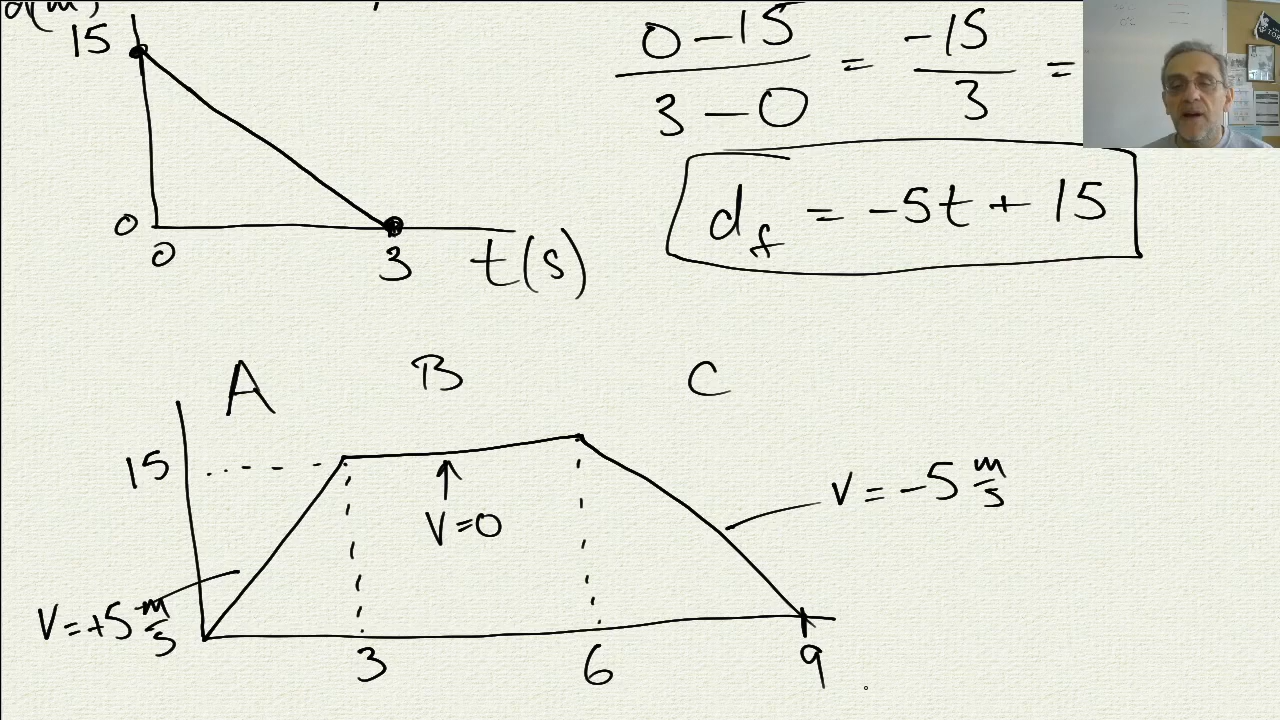 d(m)
15
0
0
3
t(s)
0 - 15
3 - 0
=
-15
3
=
d_f = -5t + 15
A
B
C
15
V=0
V = -5 m/s
V=+5 m/s
3
6
9